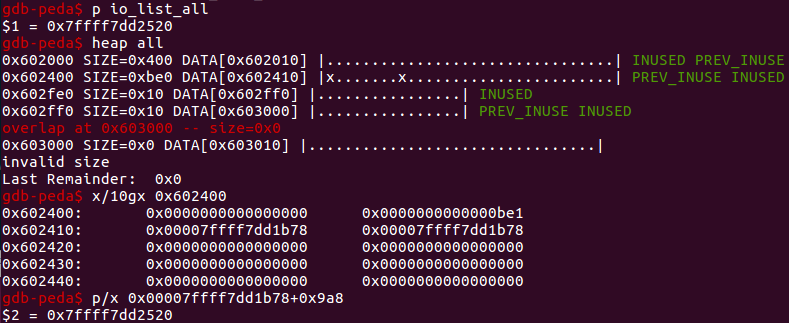 gdb-peda$ p io_list_all
$1 = 0x7ffff7dd2520
gdb-peda$ heap all
0x602000 SIZE=0x400 DATA[0x602010] |................................| INUSED PREV_INUSE
0x602400 SIZE=0xbe0 DATA[0x602410] |x.......x.......................| PREV_INUSE INUSED
0x602fe0 SIZE=0x10 DATA[0x602ff0] |................| INUSED
0x602ff0 SIZE=0x10 DATA[0x603000] |................| PREV_INUSE INUSED
overlap at 0x603000 -- size=0x0
0x603000 SIZE=0x0 DATA[0x603010] |................................|
invalid size
Last Remainder:  0x0
gdb-peda$ x/10gx 0x602400
0x602400:	0x0000000000000000	0x0000000000000be1
0x602410:	0x00007ffff7dd1b78	0x00007ffff7dd1b78
0x602420:	0x0000000000000000	0x0000000000000000
0x602430:	0x0000000000000000	0x0000000000000000
0x602440:	0x0000000000000000	0x0000000000000000
gdb-peda$ p/x 0x00007ffff7dd1b78+0x9a8
$2 = 0x7ffff7dd2520